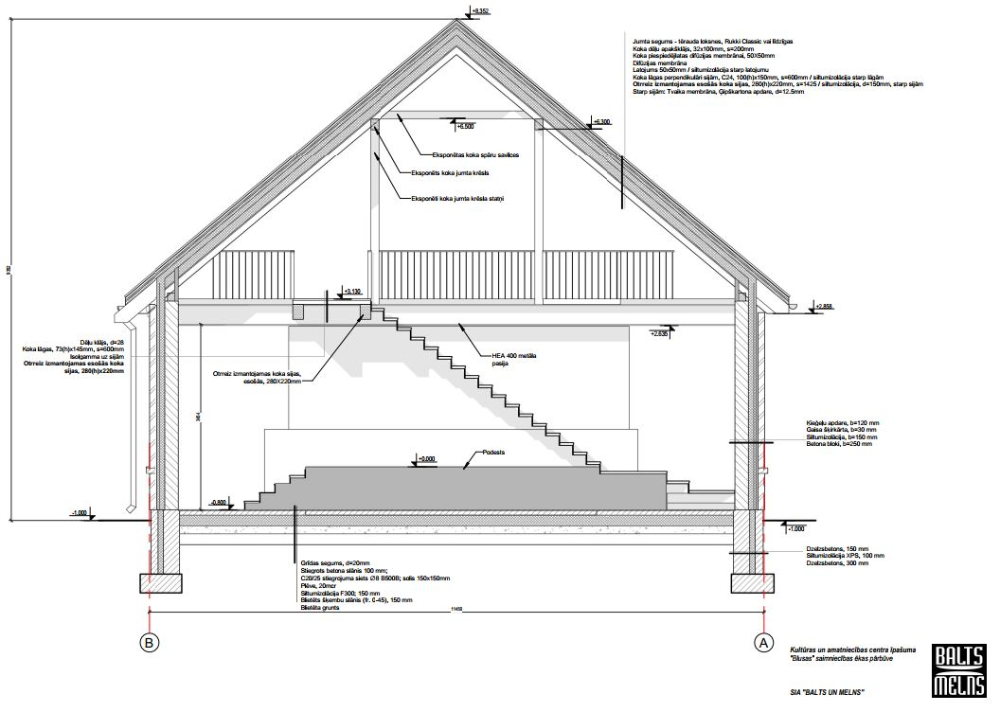 +8.352
Jumta segums - tērauda loksnes, Rukki Classic vai līdzīgas
Koka dēļu apakšklājs, 32x100mm, s=200mm
Koka piespiedējlatas difūzijas membrānai, 50X50mm
Difūzijas membrāna
Latojums 50x50mm / siltumizolācija starp latojumu
Koka lāgas perpendikulāri sijām, C24, 100(h)x150mm, s=600mm / siltumizolācija starp lāgām
Otrreiz izmantojamas esošās koka sijas, 280(h)x220mm, s=1425 / siltumizolācija, d=150mm, starp sijām
Starp sijām: Tvaika membrāna, Ģipškartona apdare, d=12.5mm
+6.500
+6.300
Eksponētas koka spāru savilces
Eksponēts koka jumta krēsls
Eksponēti koka jumta krēsla statņi
+3.130
+2.858
+2.635
Dēļu klājs, d=28
Koka lāgas, 73(h)x145mm, s=600mm
Isolgamma uz sijām
Otrreiz izmantojamas esošās koka
sijas, 280(h)x220mm
HEA 400 metāla
pasija
Otrreiz izmantojamas koka sijas,
esošās, 280X220mm
Ķieģeļu apdare, b=120 mm
Gaisa šķirkārta, b=30 mm
Siltumizolācija, b=150 mm
Betona bloki, b=250 mm
+0.000
Podests
-0.800
-1.000
-1.000
Dzelzsbetons, 150 mm
Siltumizolācija XPS, 100 mm
Dzelzsbetons, 300 mm
Grīdas segums, d=20mm
Stiegrots betona slānis 100 mm;
C20/25 stiegrojuma siets ∅8 B500B; solis 150x150mm
Plēve, 20mcr
Siltumizolācija F300; 150 mm
Blietēts šķembu slānis (fr. 0-45), 150 mm
Blietēta grunts
11450
B
A
Kultūras un amatniecības centra īpašuma
"Blusas" saimniecības ēkas pārbūve
SIA "BALTS UN MELNS"
BALTS
MELNS